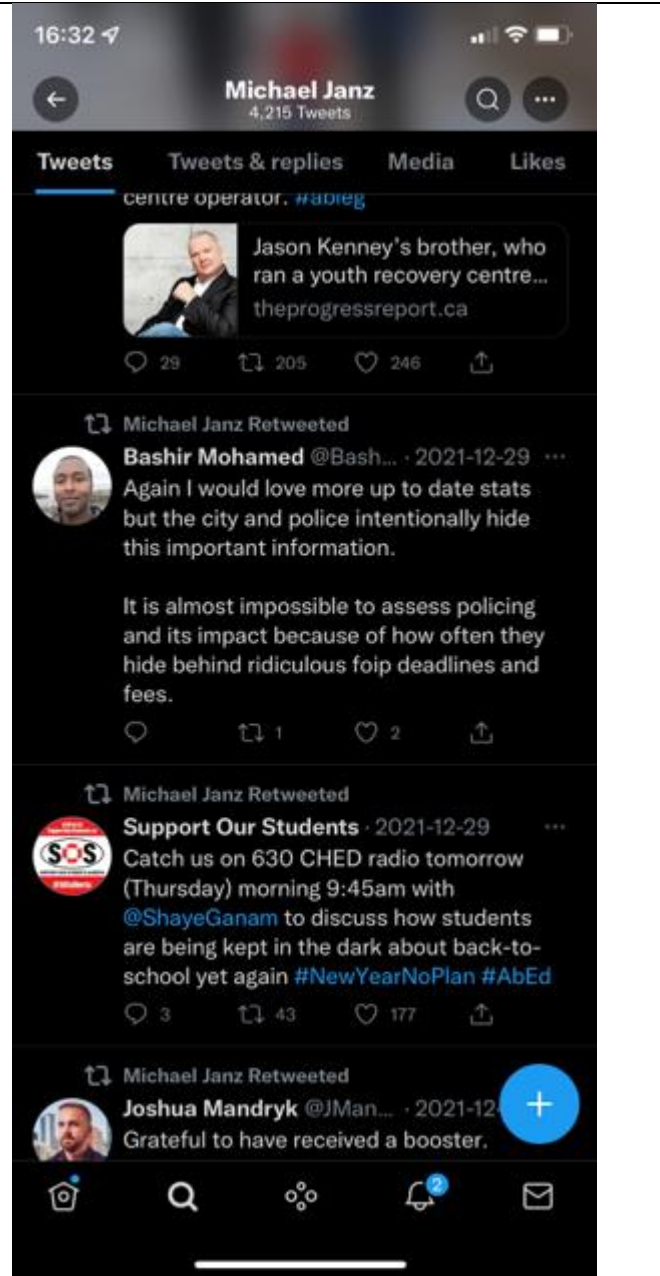 16:32
Michael Janz
4,215 Tweets
Tweets Tweets & replies Media Likes
centre operator. #ableg
Jason Kenney's brother, who
ran a youth recovery centre...
theprogressreport.ca
29 205 246
Michael Janz Retweeted
Bashir Mohamed @Bash... · 2021-12-29 ···
Again I would love more up to date stats
but the city and police intentionally hide
this important information.
It is almost impossible to assess policing
and its impact because of how often they
hide behind ridiculous foip deadlines and
fees.
1 2
Michael Janz Retweeted
Support Our Students · 2021-12-29 ···
SOS
Catch us on 630 CHED radio tomorrow
(Thursday) morning 9:45am with
@ShayeGanam to discuss how students
are being kept in the dark about back-to-
school yet again #NewYearNoPlan #AbEd
3 43 177
Michael Janz Retweeted
Joshua Mandryk @JMan... · 2021-12
Grateful to have received a booster.
2